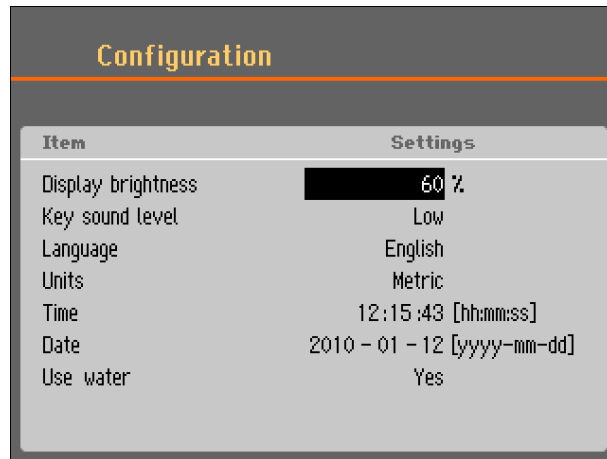 Configuration
Item Settings
Display brightness 60 %
Key sound level Low
Language English
Units Metric
Time 12:15:43 [hh:mm:ss]
Date 2010 - 01 - 12 [yyyy-mm-dd]
Use water Yes